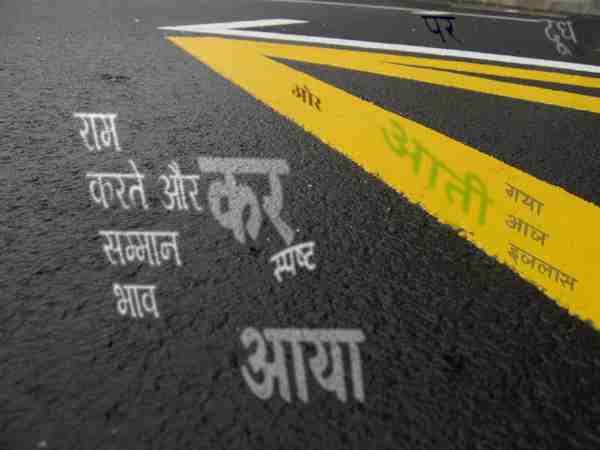 पर
दूध
और
आती
गया
आज
इजलास
राम
करते और
सम्मान
भाव
कर
स्पष्ट
आया